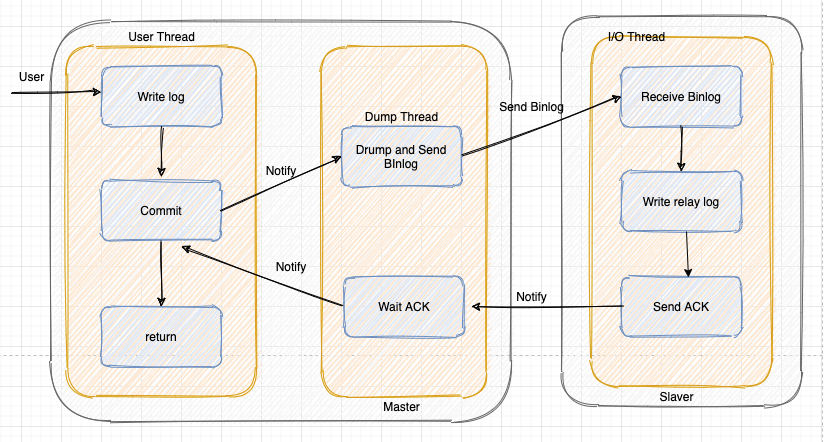 User Thread
I/O Thread
User
Write log
Receive Binlog
Send Binlog
Dump Thread
Drump and Send
BInlog
Notify
Commit
Write relay log
Notify
Notify
Wait ACK
Send ACK
return
Slaver
Master